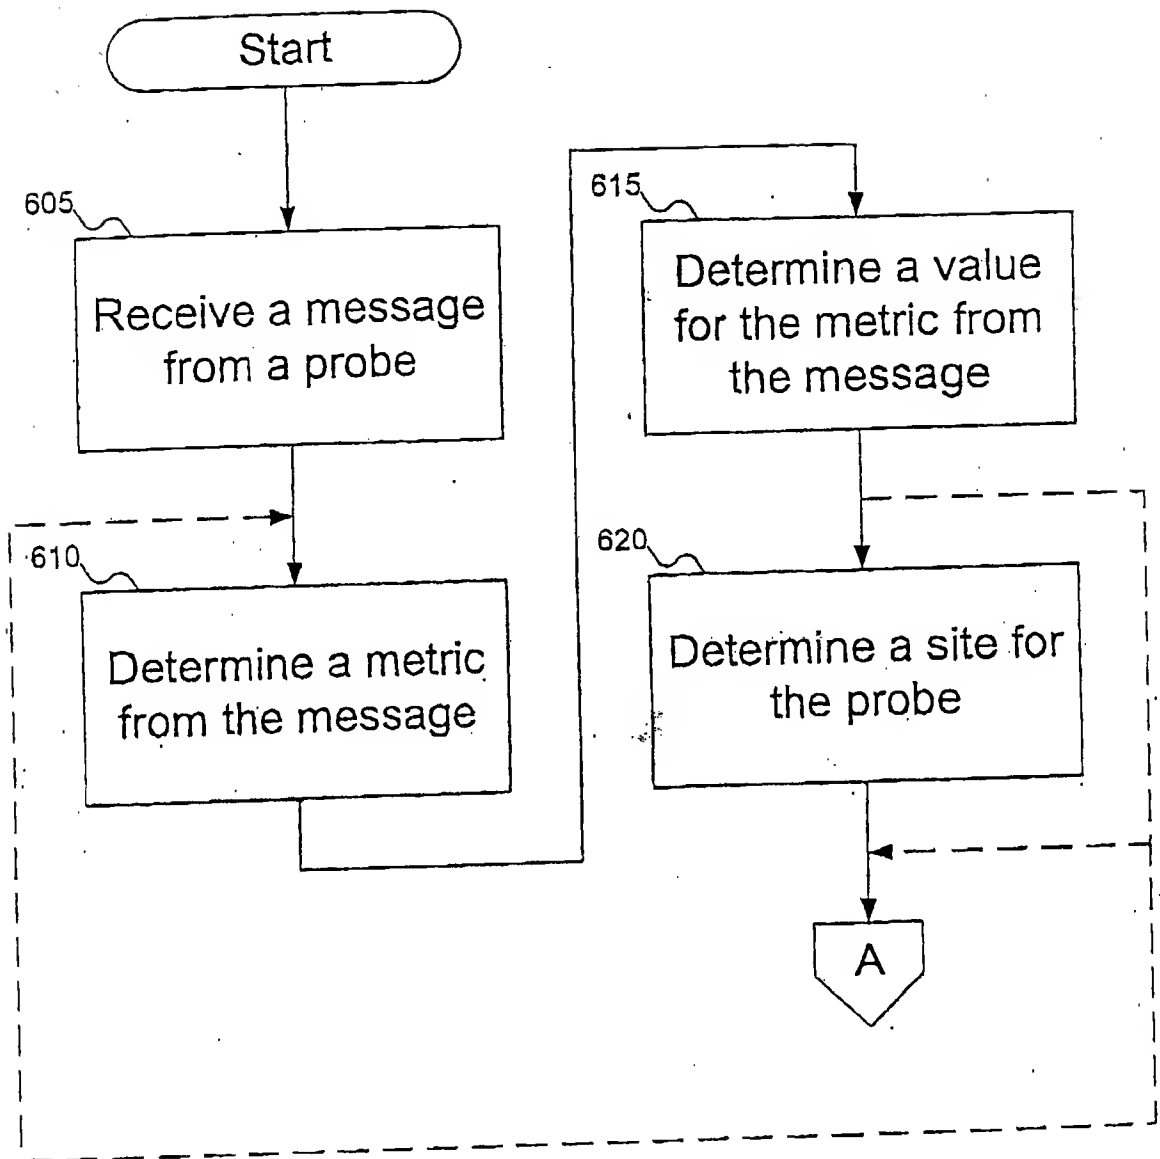 Start
605
Receive a message
from a probe
610
Determine a metric
from the message
615
Determine a value
for the metric from
the message
620
Determine a site for
the probe
A